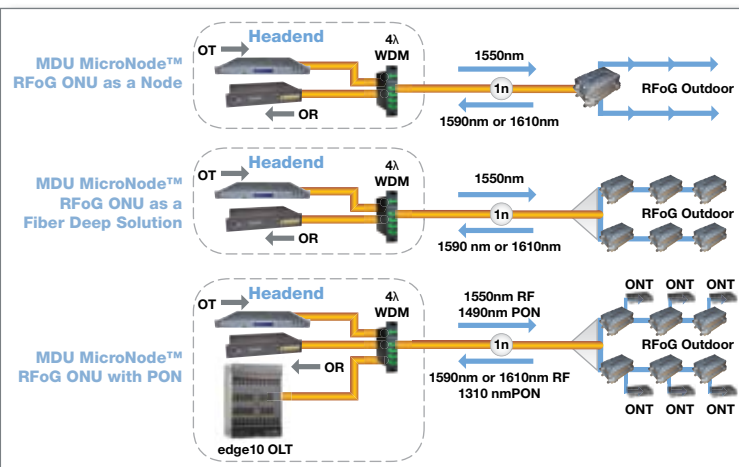 MDU MicroNode™
RFoG ONU as a Node
Headend
OT
OR
4λ
WDM
1550nm
1n
1590nm or 1610nm
RFoG Outdoor
MDU MicroNode™
RFoG ONU as a
Fiber Deep Solution
Headend
OT
OR
4λ
WDM
1550nm
1n
1590 nm or 1610nm
RFoG Outdoor
MDU MicroNode™
RFoG ONU with PON
Headend
OT
OR
edge10 OLT
4λ
WDM
1550nm RF
1490nm PON
1n
1590nm or 1610nm RF
1310 nmPON
ONT ONT ONT
RFoG Outdoor
ONT ONT ONT